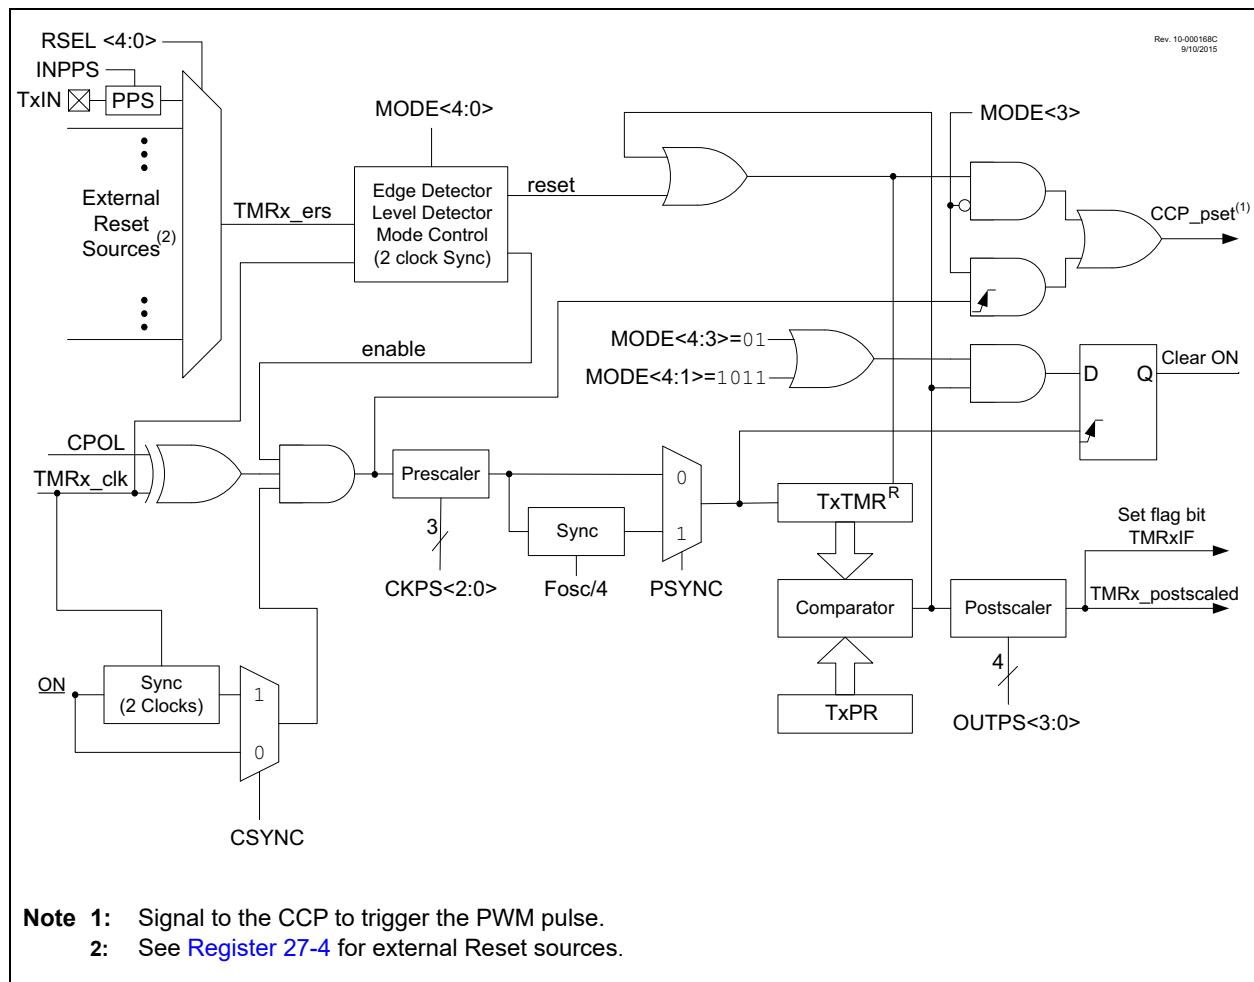 Rev. 10-000168C
9/10/2015
RSEL <4:0>
INPPS
TxIN
PPS
MODE<4:0>
MODE<3>
External
Reset
Sources(2)
TMRx_ers
Edge Detector
Level Detector
Mode Control
(2 clock Sync)
reset
CCP_pset(1)
enable
MODE<4:3>=01
MODE<4:1>=1011
D
Q
Clear ON
CPOL
TMRx_clk
Prescaler
3
CKPS<2:0>
Sync
Fosc/4
0
1
PSYNC
TxTMR
R
Comparator
TxPR
Postscaler
4
OUTPS<3:0>
Set flag bit
TMRxIF
TMRx_postscaled
ON
Sync
(2 Clocks)
1
0
CSYNC
Note 1: Signal to the CCP to trigger the PWM pulse.
2: See Register 27-4 for external Reset sources.